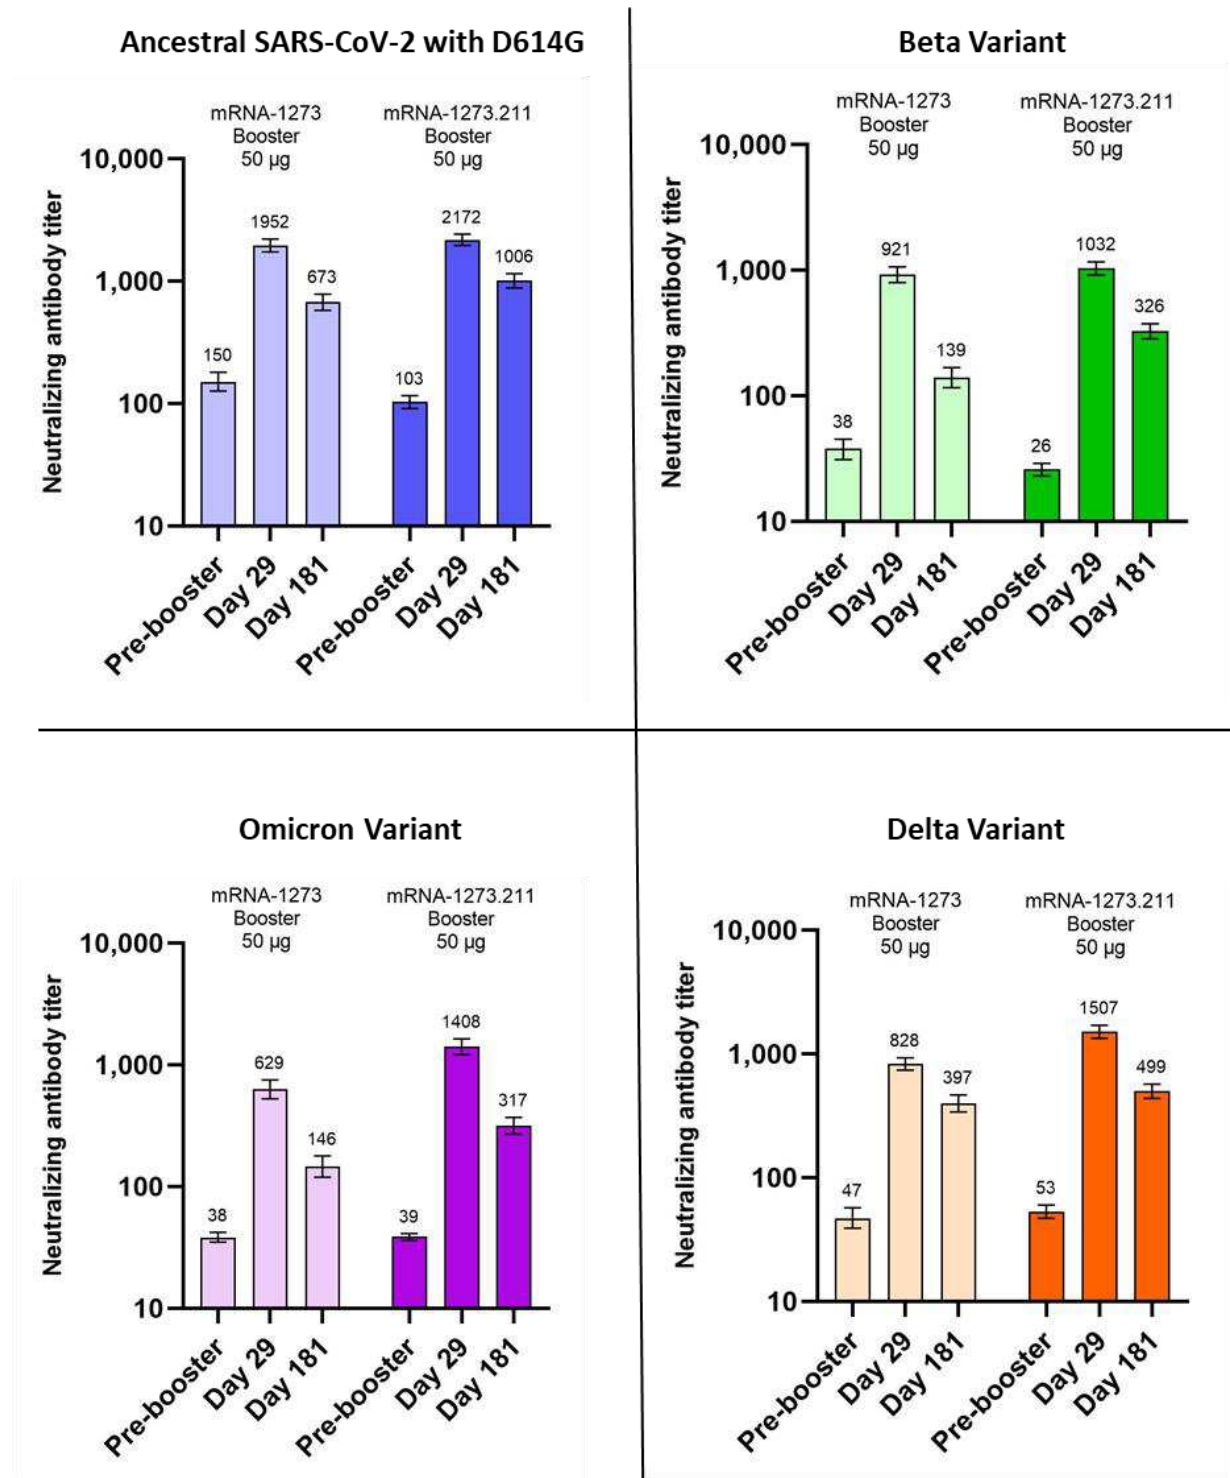 Ancestral SARS-CoV-2 with D614G
mRNA-1273
Booster
50 µg
mRNA-1273.211
Booster
50 µg
Neutralizing antibody titer
10,000
1,000
100
10
150
1952
673
103
2172
1006
Pre-booster
Day 29
Day 181
Pre-booster
Day 29
Day 181
Beta Variant
mRNA-1273
Booster
50 µg
mRNA-1273.211
Booster
50 µg
Neutralizing antibody titer
10,000
1,000
100
10
38
921
139
26
1032
326
Pre-booster
Day 29
Day 181
Pre-booster
Day 29
Day 181
Omicron Variant
mRNA-1273
Booster
50 µg
mRNA-1273.211
Booster
50 µg
Neutralizing antibody titer
10,000
1,000
100
10
38
629
146
39
1408
317
Pre-booster
Day 29
Day 181
Pre-booster
Day 29
Day 181
Delta Variant
mRNA-1273
Booster
50 µg
mRNA-1273.211
Booster
50 µg
Neutralizing antibody titer
10,000
1,000
100
10
47
828
397
53
1507
499
Pre-booster
Day 29
Day 181
Pre-booster
Day 29
Day 181